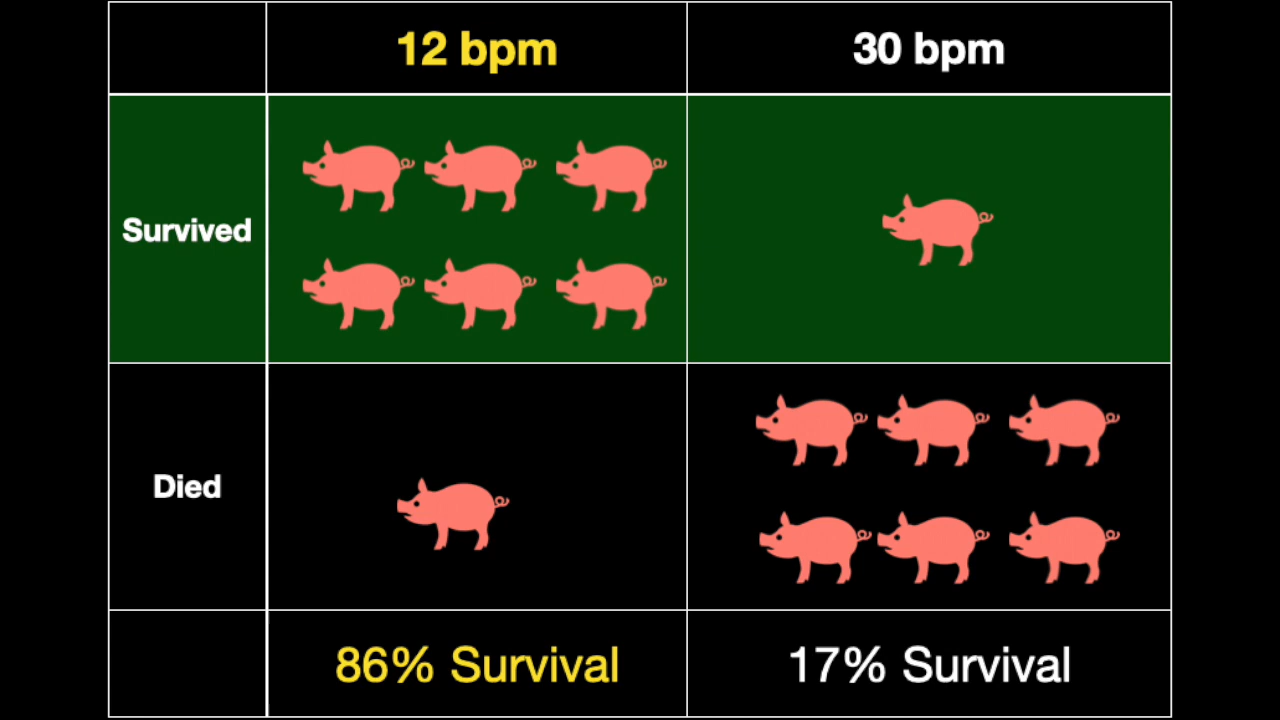 12 bpm
30 bpm
Survived
Died
86% Survival
17% Survival